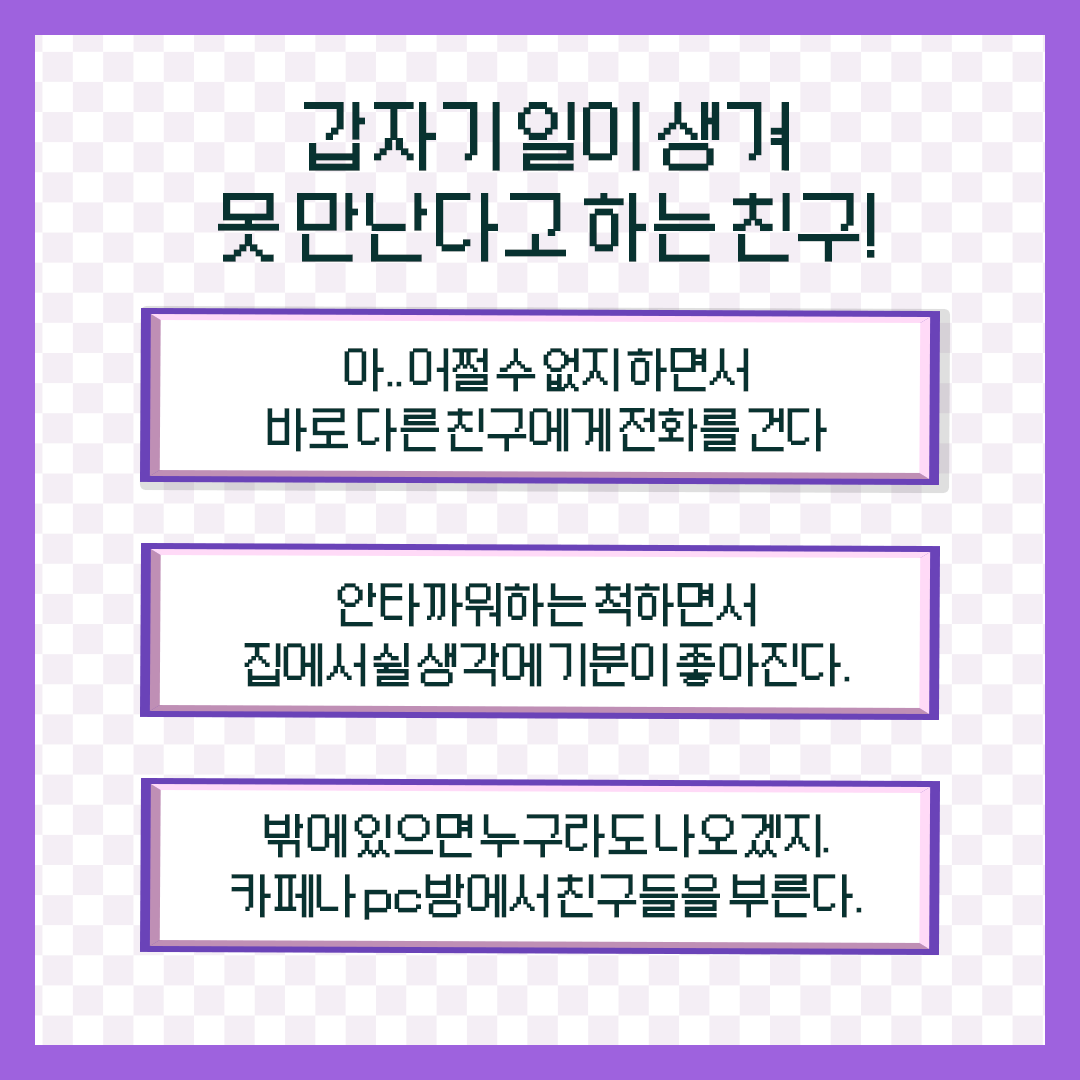 갑자기 일이 생겨
못 만난다고 하는 친구!
아.. 어쩔 수 없지 하면서
바로 다른 친구에게 전화를 건다
안타까워하는 척하면서
집에서 쉴 생각에 기분이 좋아진다.
밖에 있으면 누구라도 나오겠지.
카페나 pc방에서 친구들을 부른다.